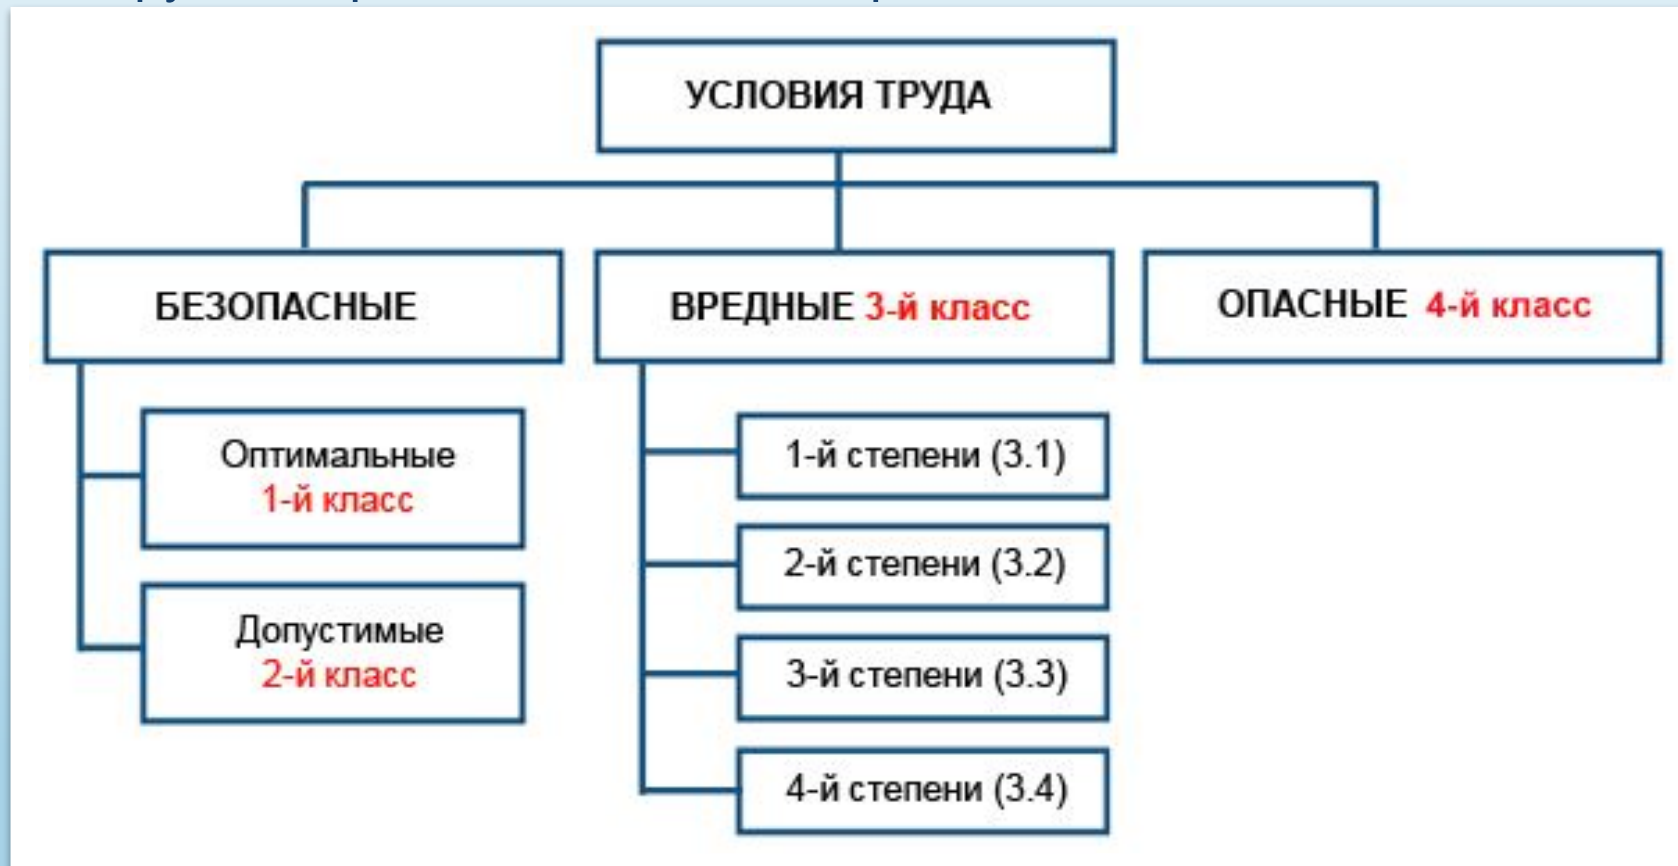 УСЛОВИЯ ТРУДА
БЕЗОПАСНЫЕ
ВРЕДНЫЕ 3-й класс
ОПАСНЫЕ 4-й класс
Оптимальные
1-й класс
Допустимые
2-й класс
1-й степени (3.1)
2-й степени (3.2)
3-й степени (3.3)
4-й степени (3.4)